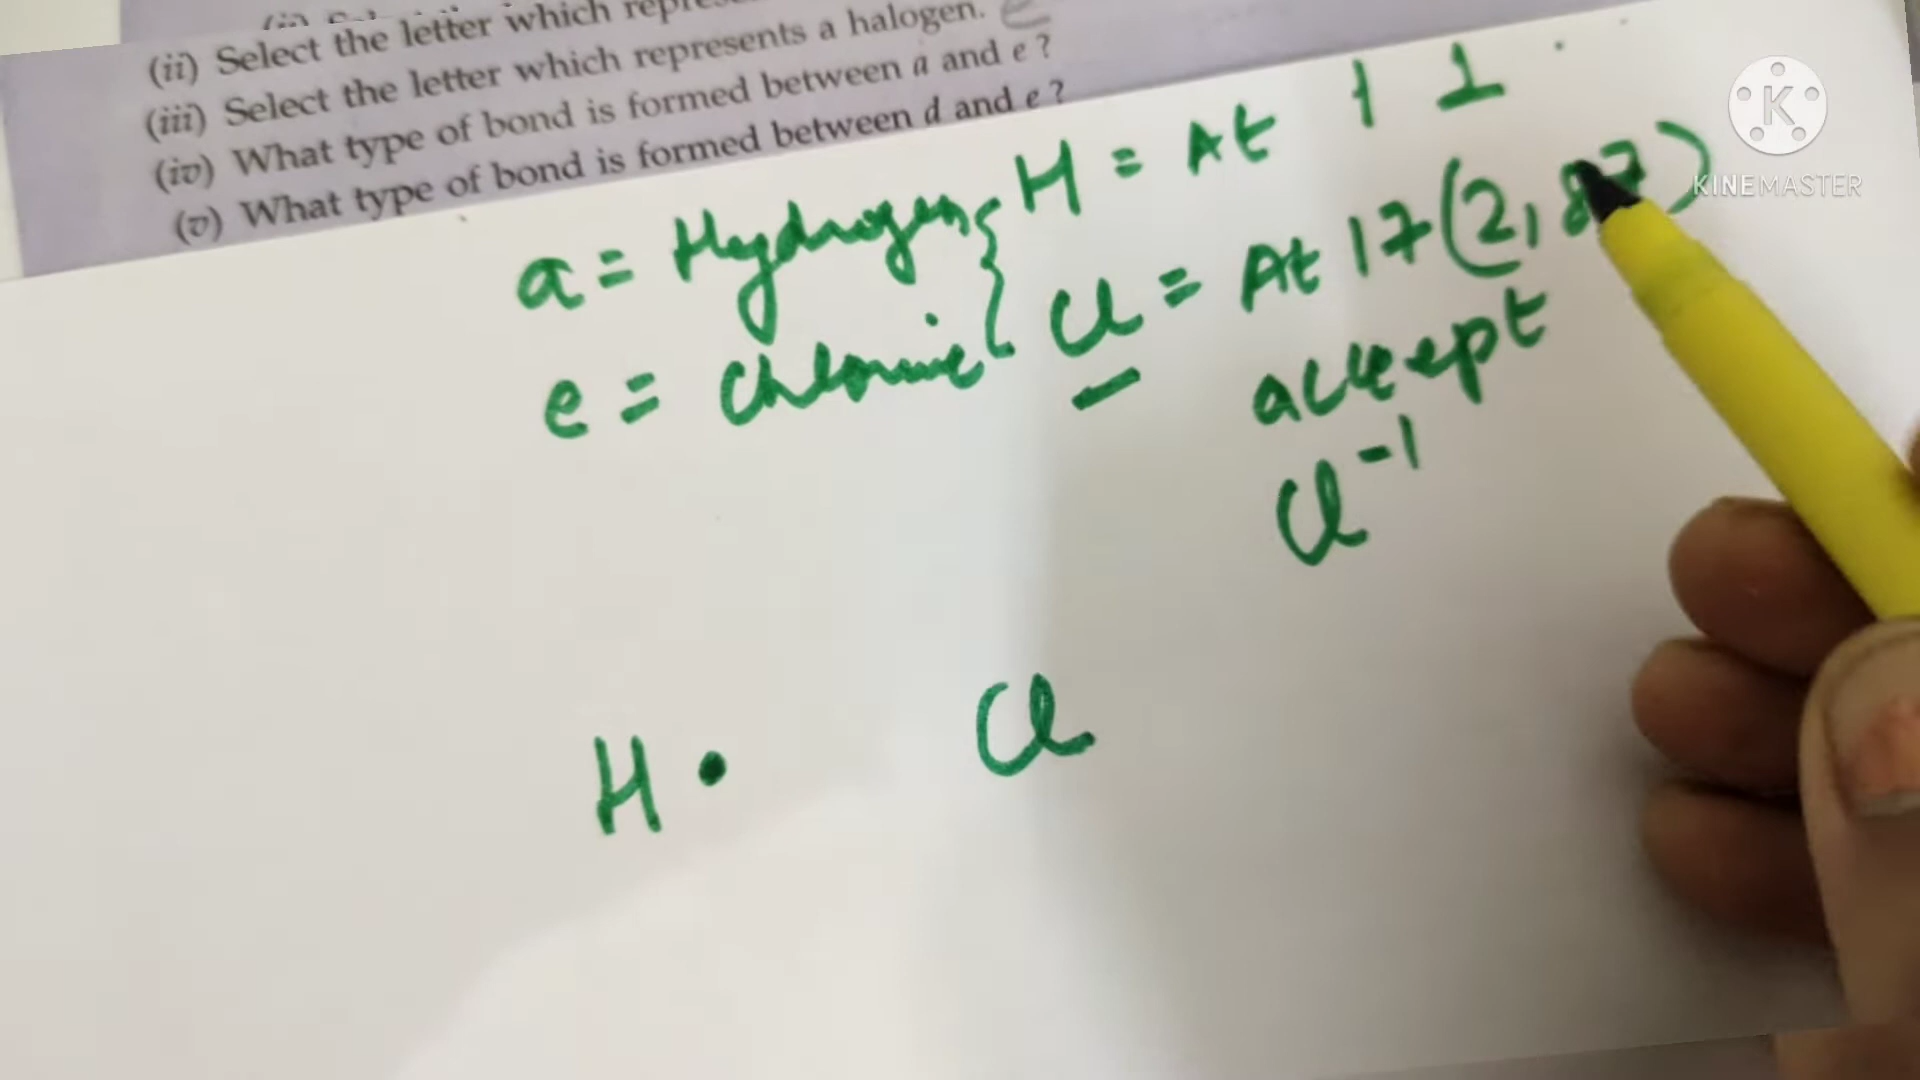 (ii) Select the letter which
(iii) Select the letter which represents a halogen. e
(iv) What type of bond is formed between a and e ?
(v) What type of bond is formed between d and e ?
a = Hydrogen H = At 1 1
e = Chlorine Cl = At 17 (2, 8 7)
accept
Cl -1
H • Cl
K
KINEMASTER